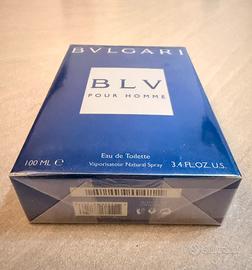 BVLGARI
BLV
POUR HOMME
Eau de Toilette
100 ML ℮ Vaporisateur Natural Spray 3.4 FL.OZ. U.S.